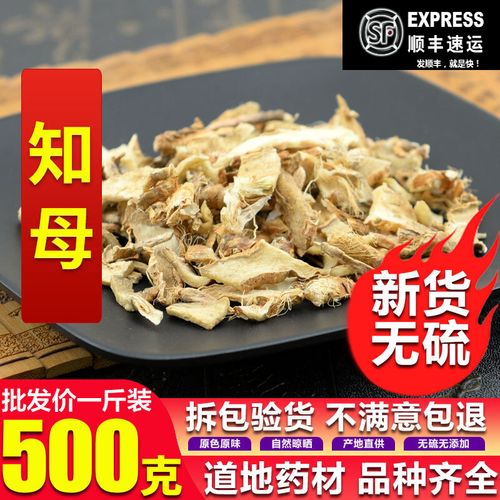 SF
EXPRESS
顺丰速运
发顺丰，就是快！
知母
新货
无硫
批发价一斤装
500克
拆包验货 不满意包退
原色原味 自然晾晒 产地直供 无硫无添加
道地药材 品种齐全